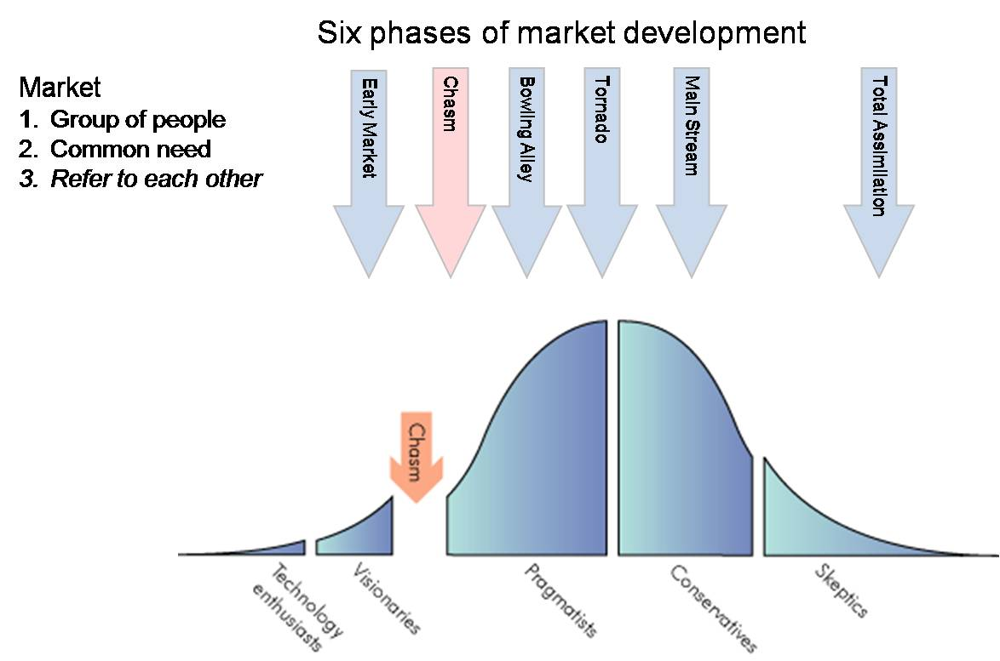 Six phases of market development
Market
1. Group of people
2. Common need
3. Refer to each other
Early Market
Chasm
Bowling Alley
Tornado
Main Stream
Total Assimilation
Chasm
Technology
enthusiasts
Visionaries
Pragmatists
Conservatives
Skeptics